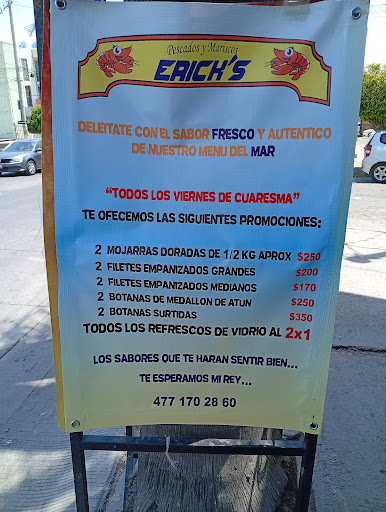 Pescados y Mariscos
ERICH'S
DELEITATE CON EL SABOR FRESCO Y AUTENTICO
DE NUESTRO MENU DEL MAR
"TODOS LOS VIERNES DE CUARESMA"
TE OFECEMOS LAS SIGUIENTES PROMOCIONES:
2 MOJARRAS DORADAS DE 1/2 KG APROX $250
2 FILETES EMPANIZADOS GRANDES $200
2 FILETES EMPANIZADOS MEDIANOS $170
2 BOTANAS DE MEDALLON DE ATUN $250
2 BOTANAS SURTIDAS $350
TODOS LOS REFRESCOS DE VIDRIO AL 2x1
LOS SABORES QUE TE HARAN SENTIR BIEN...
TE ESPERAMOS MI REY...
477 170 28 60